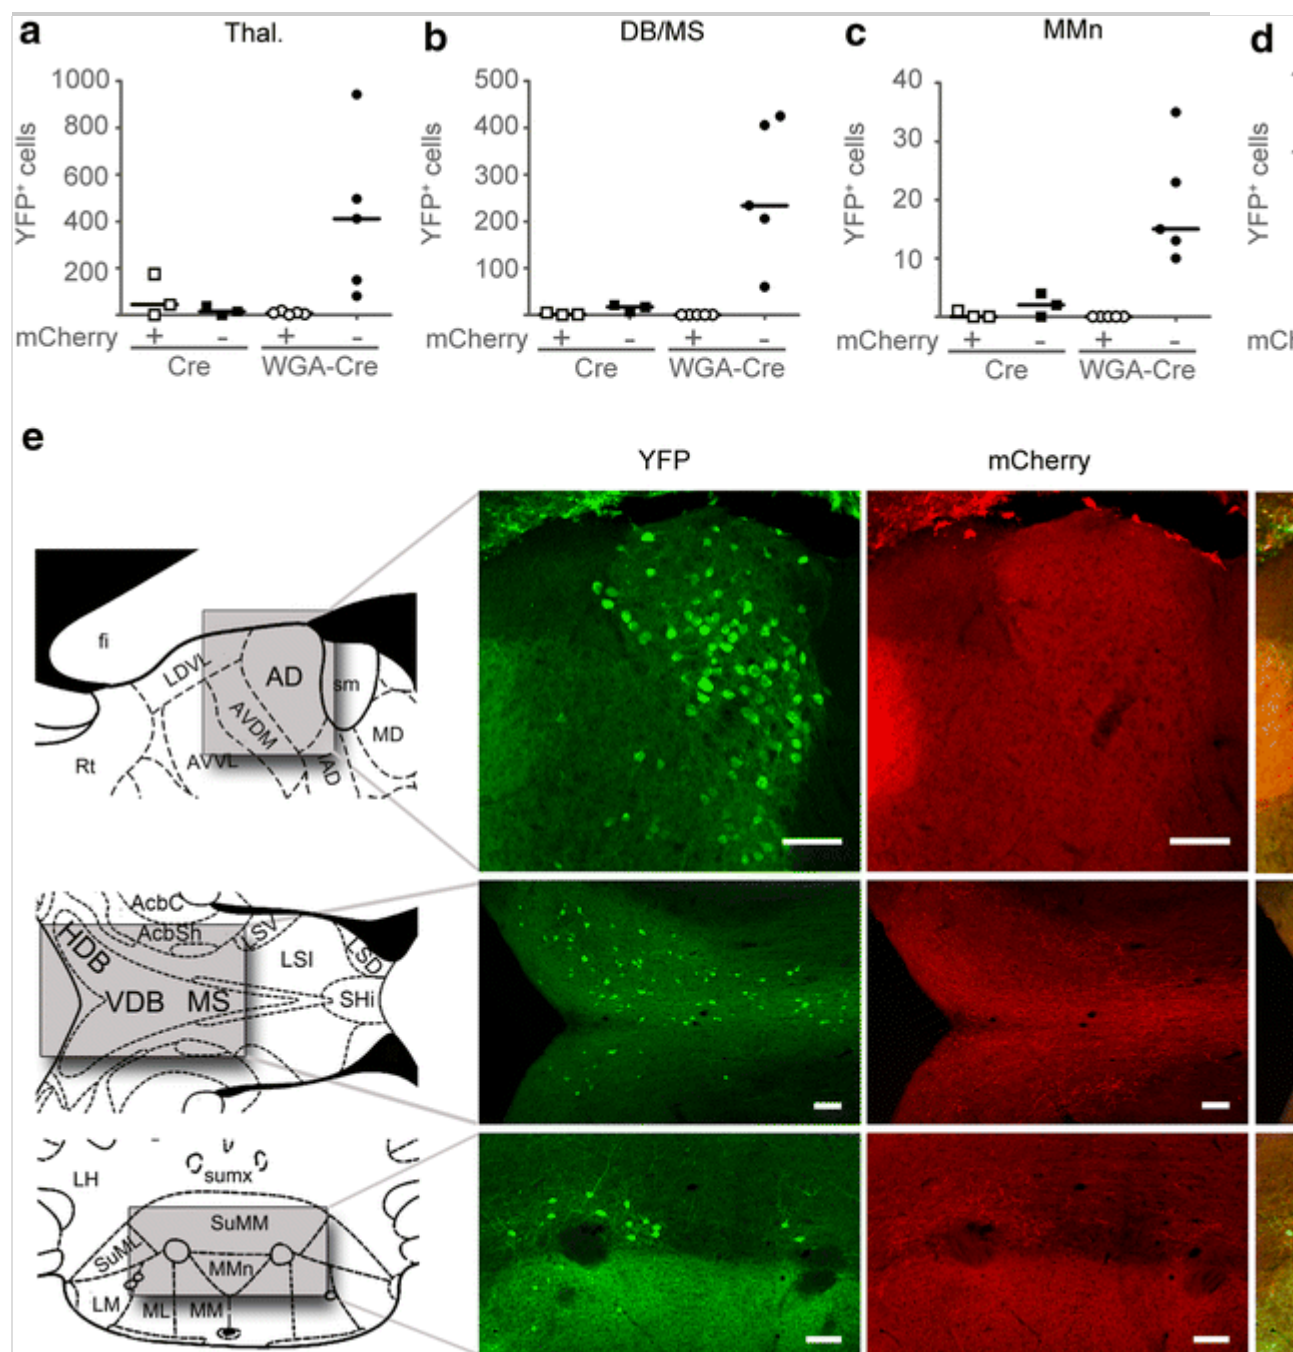 a Thal. b DB/MS c MMn d
1000 500 40
800 400 30
600 300 20
400 200 10
200 100
YFP+ cells YFP+ cells YFP+ cells
mCherry + - + - mCherry + - + - mCherry + - + - mCh
Cre WGA-Cre Cre WGA-Cre Cre WGA-Cre
e
YFP mCherry
fi
LDVL AD sm
AVDM MD
Rt AVVL IAD
AcbC
AcbSh LSV
HDB LSI LSD
VDB MS SHi
LH sumx
SuMM
SuML MMn
LM ML MM